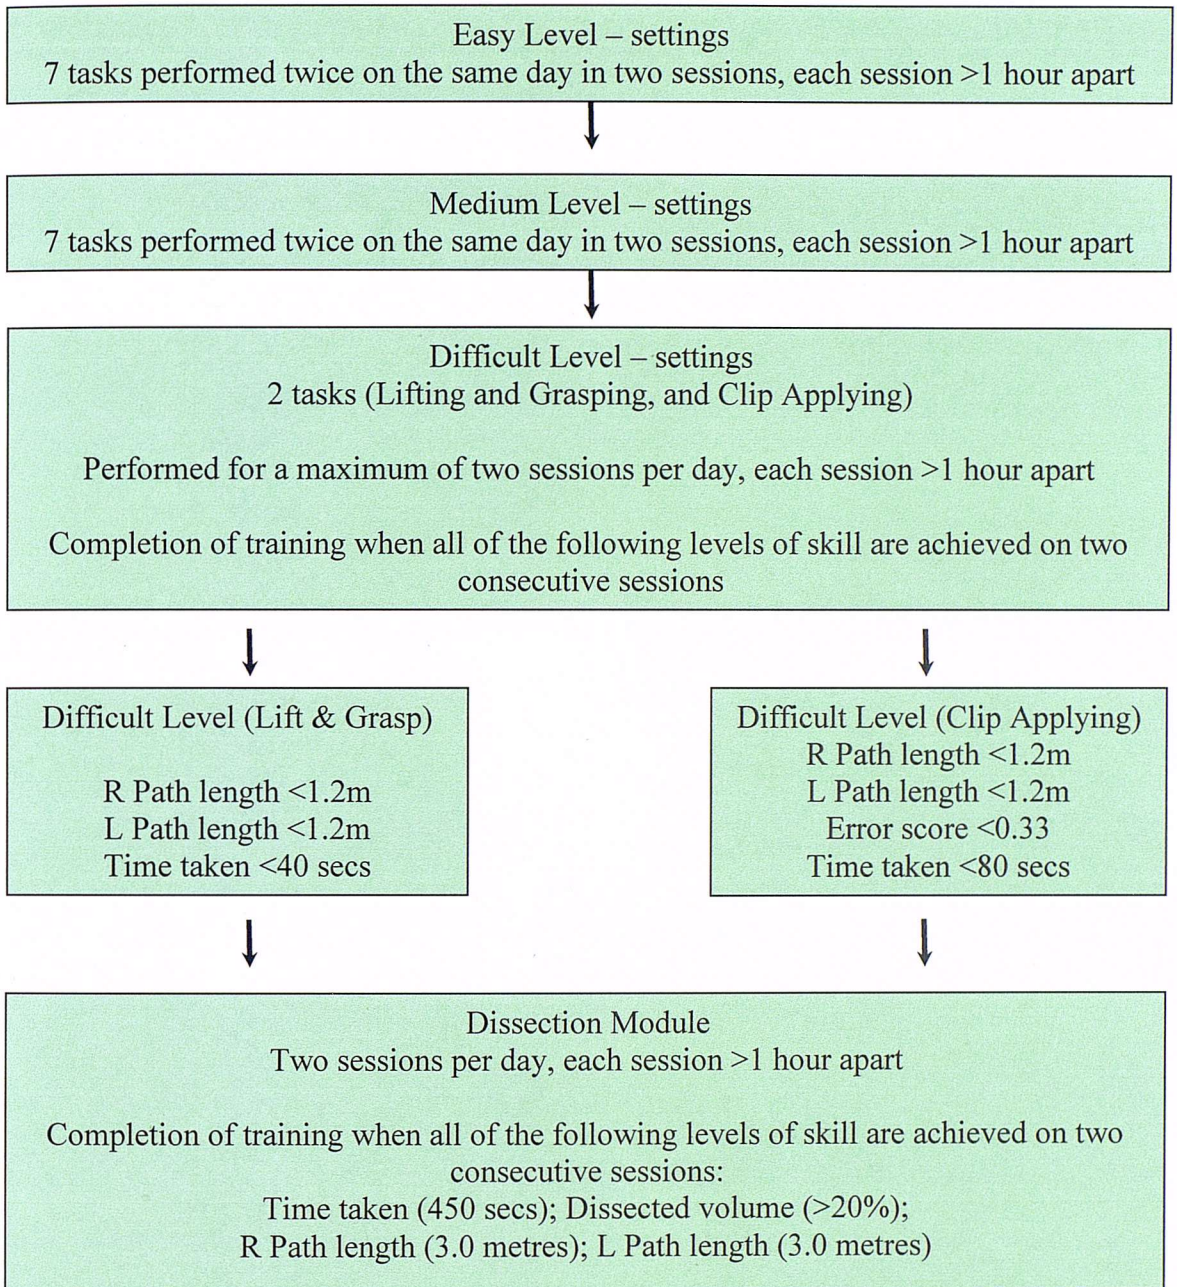 Easy Level – settings
7 tasks performed twice on the same day in two sessions, each session >1 hour apart
Medium Level – settings
7 tasks performed twice on the same day in two sessions, each session >1 hour apart
Difficult Level – settings
2 tasks (Lifting and Grasping, and Clip Applying)
Performed for a maximum of two sessions per day, each session >1 hour apart
Completion of training when all of the following levels of skill are achieved on two
consecutive sessions
Difficult Level (Lift & Grasp)
R Path length <1.2m
L Path length <1.2m
Time taken <40 secs
Difficult Level (Clip Applying)
R Path length <1.2m
L Path length <1.2m
Error score <0.33
Time taken <80 secs
Dissection Module
Two sessions per day, each session >1 hour apart
Completion of training when all of the following levels of skill are achieved on two
consecutive sessions:
Time taken (450 secs); Dissected volume (>20%);
R Path length (3.0 metres); L Path length (3.0 metres)